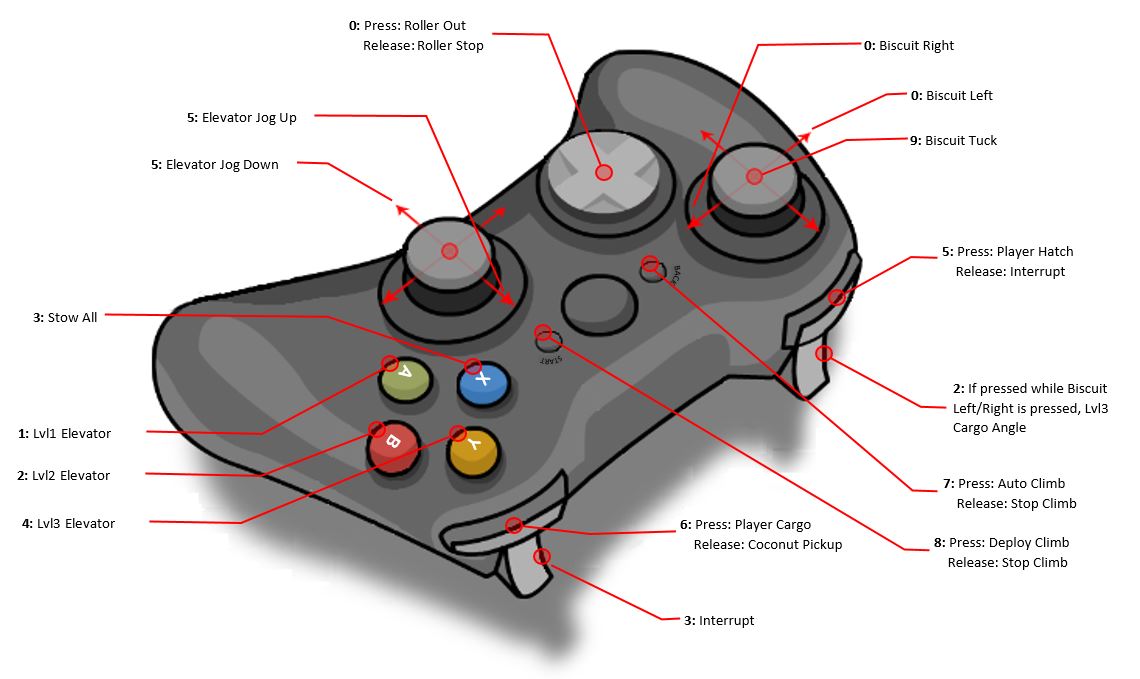 0: Press: Roller Out
Release: Roller Stop
0: Biscuit Right
0: Biscuit Left
5: Elevator Jog Up
9: Biscuit Tuck
5: Elevator Jog Down
5: Press: Player Hatch
Release: Interrupt
BACK
3: Stow All
START
A
X
2: If pressed while Biscuit
Left/Right is pressed, Lvl3
Cargo Angle
1: Lvl1 Elevator
B
Y
2: Lvl2 Elevator
7: Press: Auto Climb
Release: Stop Climb
4: Lvl3 Elevator
6: Press: Player Cargo
Release: Coconut Pickup
8: Press: Deploy Climb
Release: Stop Climb
3: Interrupt